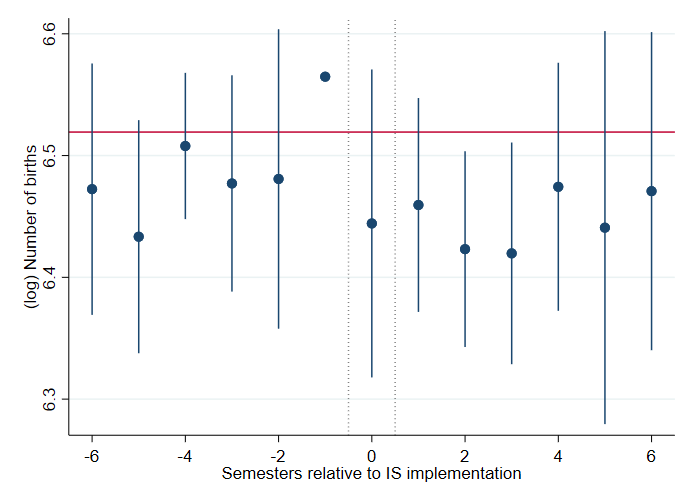 (log) Number of births
6.6
6.5
6.4
6.3
-6 -4 -2 0 2 4 6
Semesters relative to IS implementation